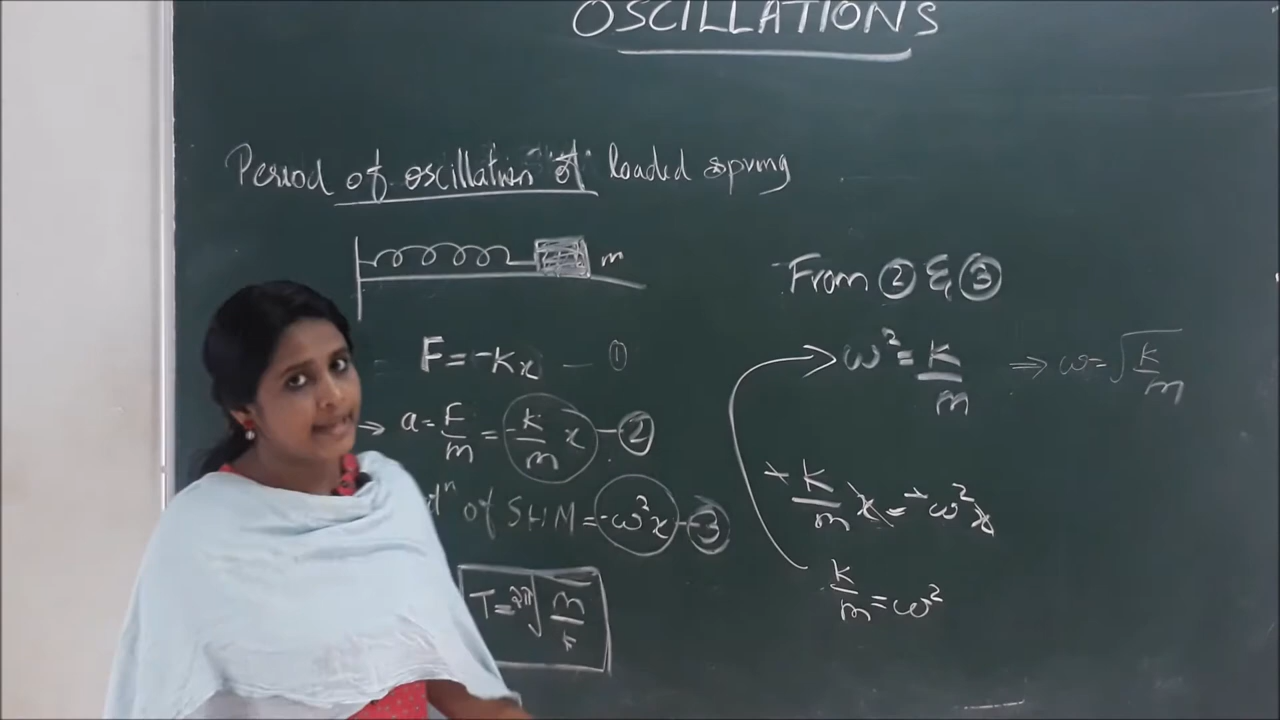 OSCILLATIONS
Period of oscillation of loaded spring
m
F = -kx — ①
→ a = F/m = -k/m x — ②
dⁿ of SHM = -ω²x — ③
T = 2π√(m/k)
From ② & ③
ω² = k/m ⇒ ω = √(k/m)
-k/m x = -ω²x
k/m = ω²